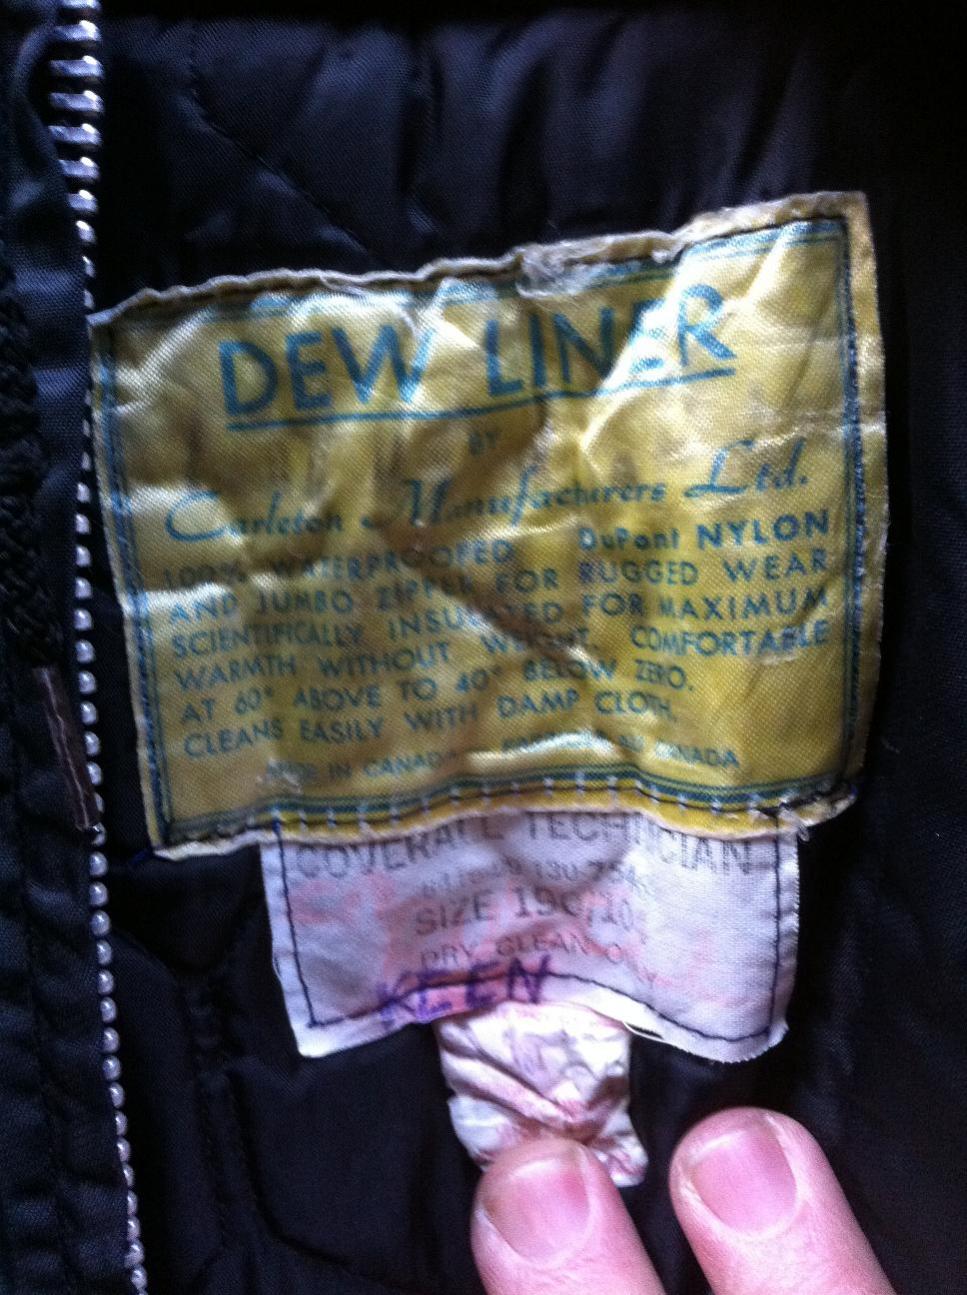 DEW LINER
BY
Carleton Manufacturers Ltd.
100% WATERPROOFED DuPont NYLON
AND JUMBO ZIPPER FOR RUGGED WEAR
SCIENTIFICALLY INSULATED FOR MAXIMUM
WARMTH WITHOUT WEIGHT. COMFORTABLE
AT 60° ABOVE TO 40° BELOW ZERO.
CLEANS EASILY WITH DAMP CLOTH.
MADE IN CANADA CANADA
COVERALL TECHNICIAN
SIZE
DRY CLEAN ONLY
KEEN